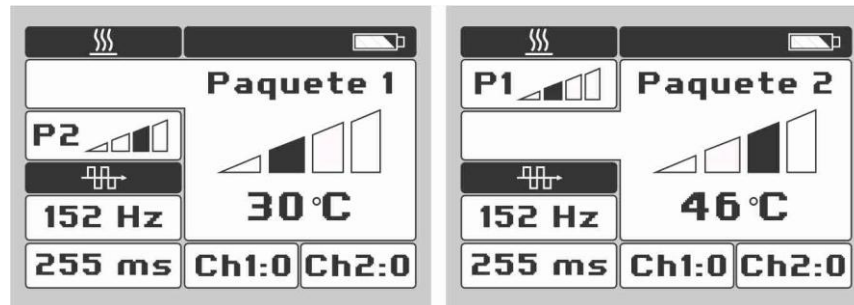 Paquete 1
P2
30 °C
152 Hz
255 ms
Ch1:0
Ch2:0
P1
Paquete 2
46 °C
152 Hz
255 ms
Ch1:0
Ch2:0